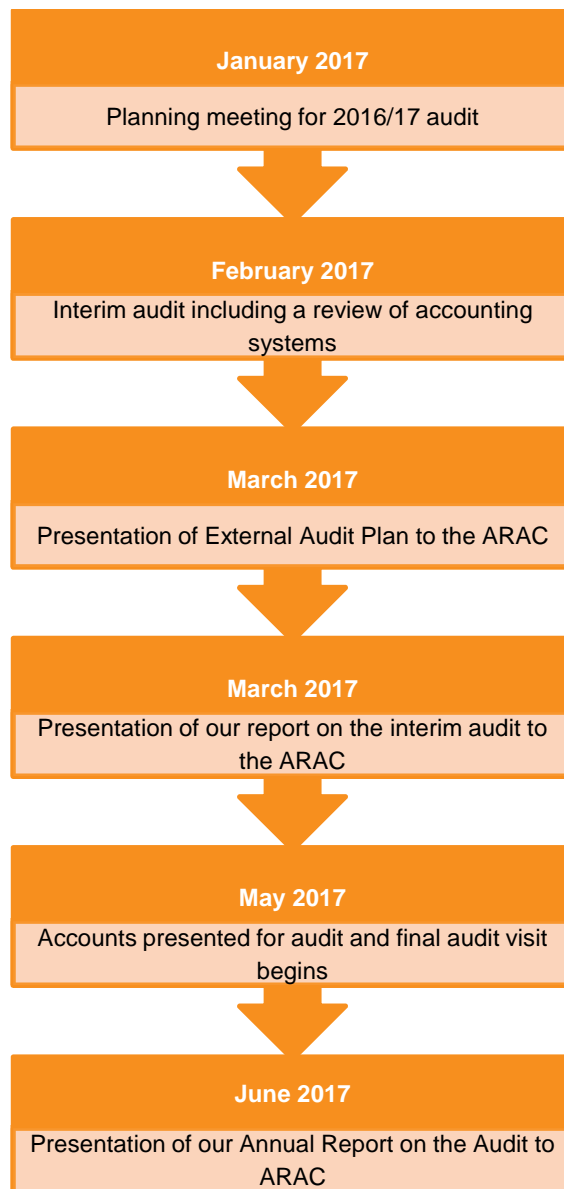 January 2017
Planning meeting for 2016/17 audit
February 2017
Interim audit including a review of accounting
systems
March 2017
Presentation of External Audit Plan to the ARAC
March 2017
Presentation of our report on the interim audit to
the ARAC
May 2017
Accounts presented for audit and final audit visit
begins
June 2017
Presentation of our Annual Report on the Audit to
ARAC